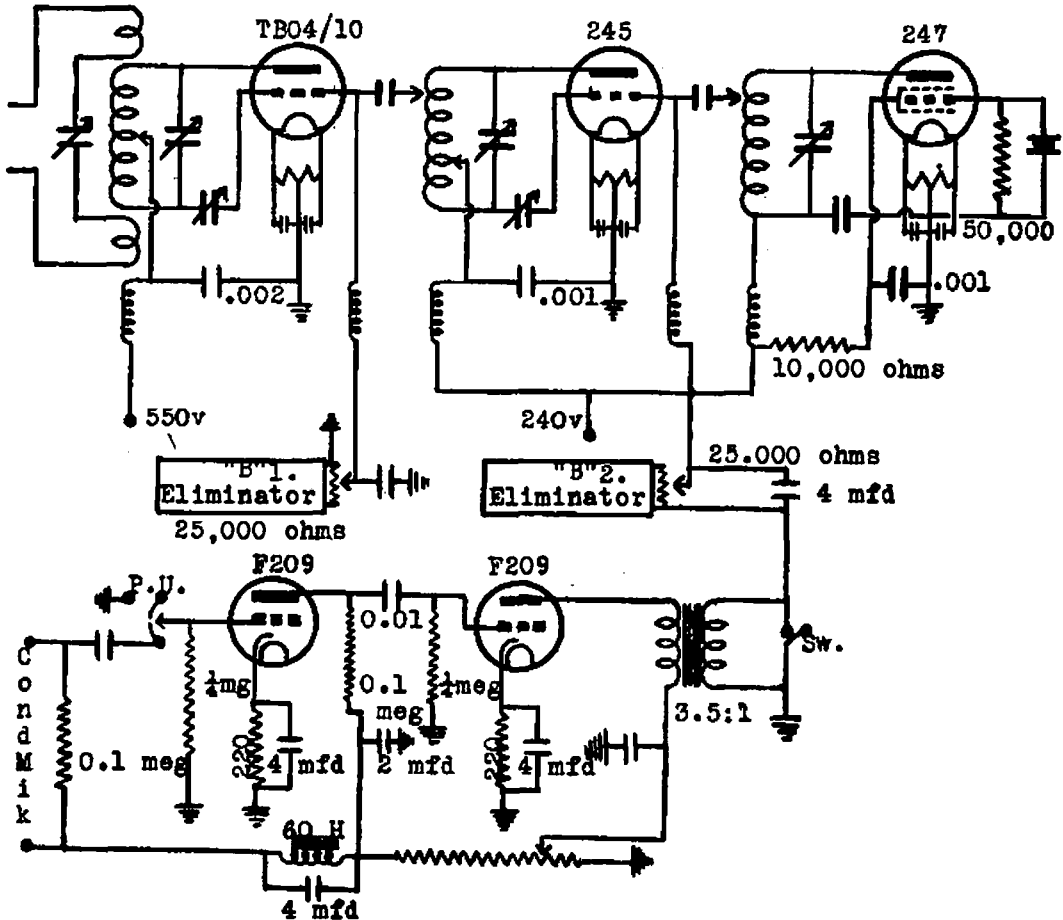 TB04/10
245
247
50,000
.002
.001
.001
10,000 ohms
550v
240v
"B"1.
Eliminator
25,000 ohms
"B"2.
Eliminator
25.000 ohms
4 mfd
F209
F209
P.U.
0.01
Sw.
Cond Mik
¼mg
0.1
meg
¼meg
3.5:1
0.1 meg
220
4 mfd
2 mfd
220
4 mfd
60 H
4 mfd